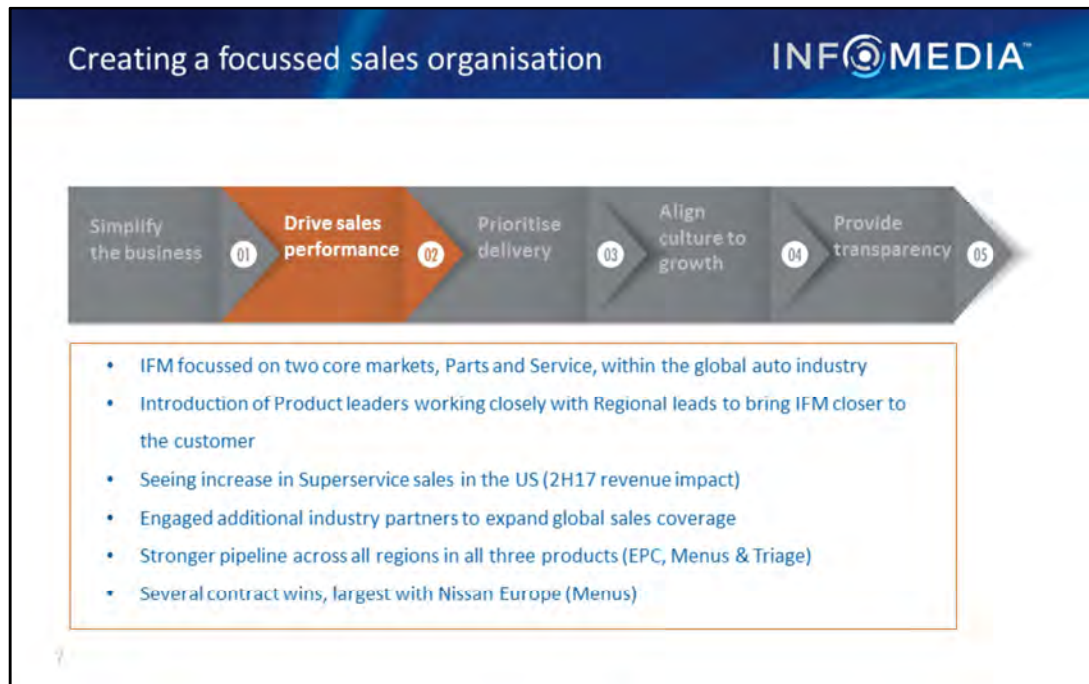 Creating a focussed sales organisation
INFOMEDIA™
Simplify
the business
01
Drive sales
performance
02
Prioritise
delivery
03
Align
culture to
growth
04
Provide
transparency
05
• IFM focussed on two core markets, Parts and Service, within the global auto industry
• Introduction of Product leaders working closely with Regional leads to bring IFM closer to
the customer
• Seeing increase in Superservice sales in the US (2H17 revenue impact)
• Engaged additional industry partners to expand global sales coverage
• Stronger pipeline across all regions in all three products (EPC, Menus & Triage)
• Several contract wins, largest with Nissan Europe (Menus)